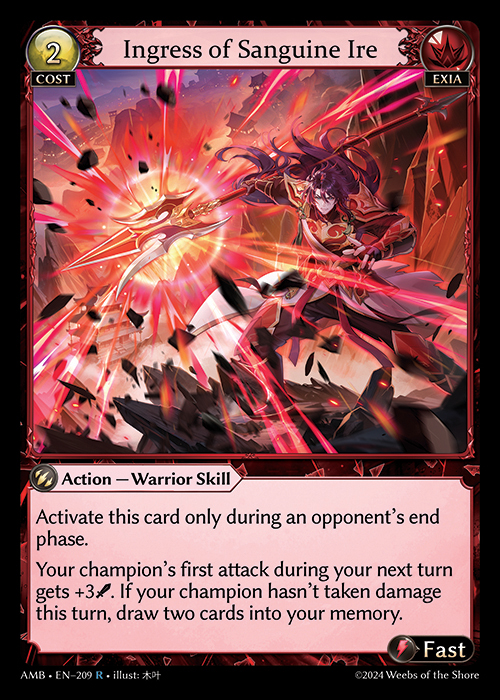 2
Ingress of Sanguine Ire
COST
EXIA
Action — Warrior Skill
Activate this card only during an opponent's end
phase.
Your champion's first attack during your next turn
gets +3. If your champion hasn't taken damage
this turn, draw two cards into your memory.
Fast
AMB • EN–209 R • illust: 木叶
©2024 Weebs of the Shore